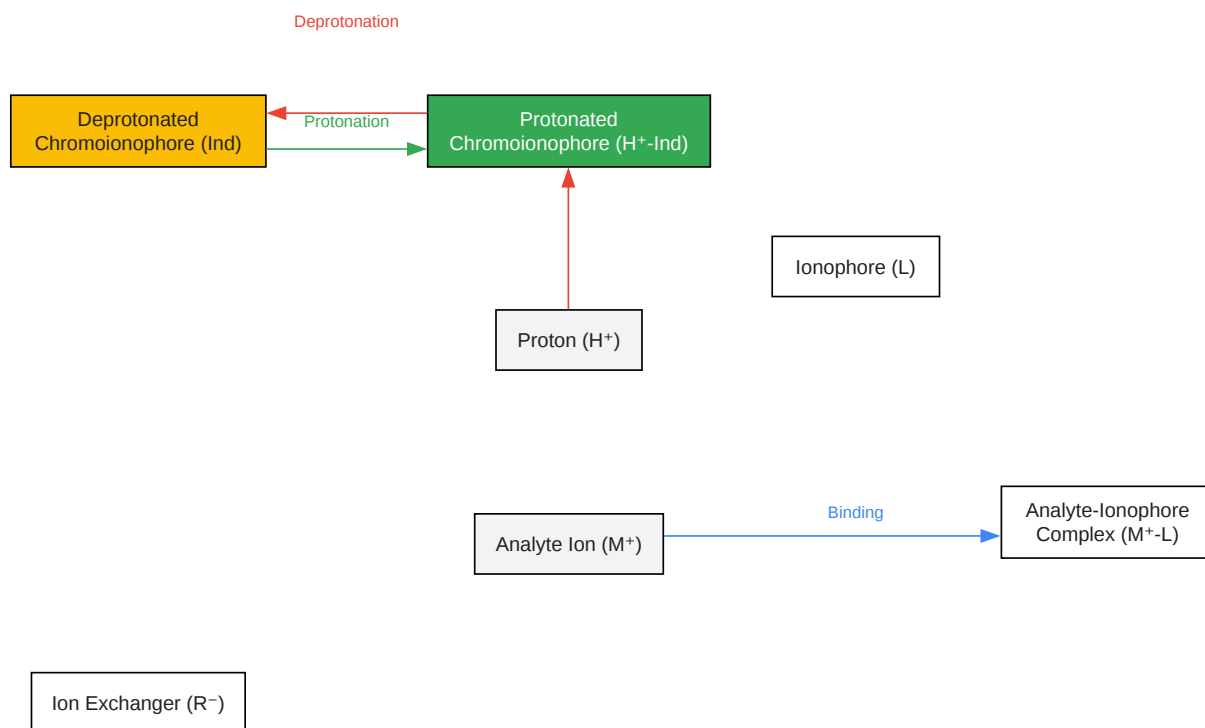 Deprotonation
Deprotonated
Chromoionophore (Ind)
Protonation
Protonated
Chromoionophore (H⁺-Ind)
Ionophore (L)
Proton (H⁺)
Analyte Ion (M⁺)
Binding
Analyte-Ionophore
Complex (M⁺-L)
Ion Exchanger (R⁻)